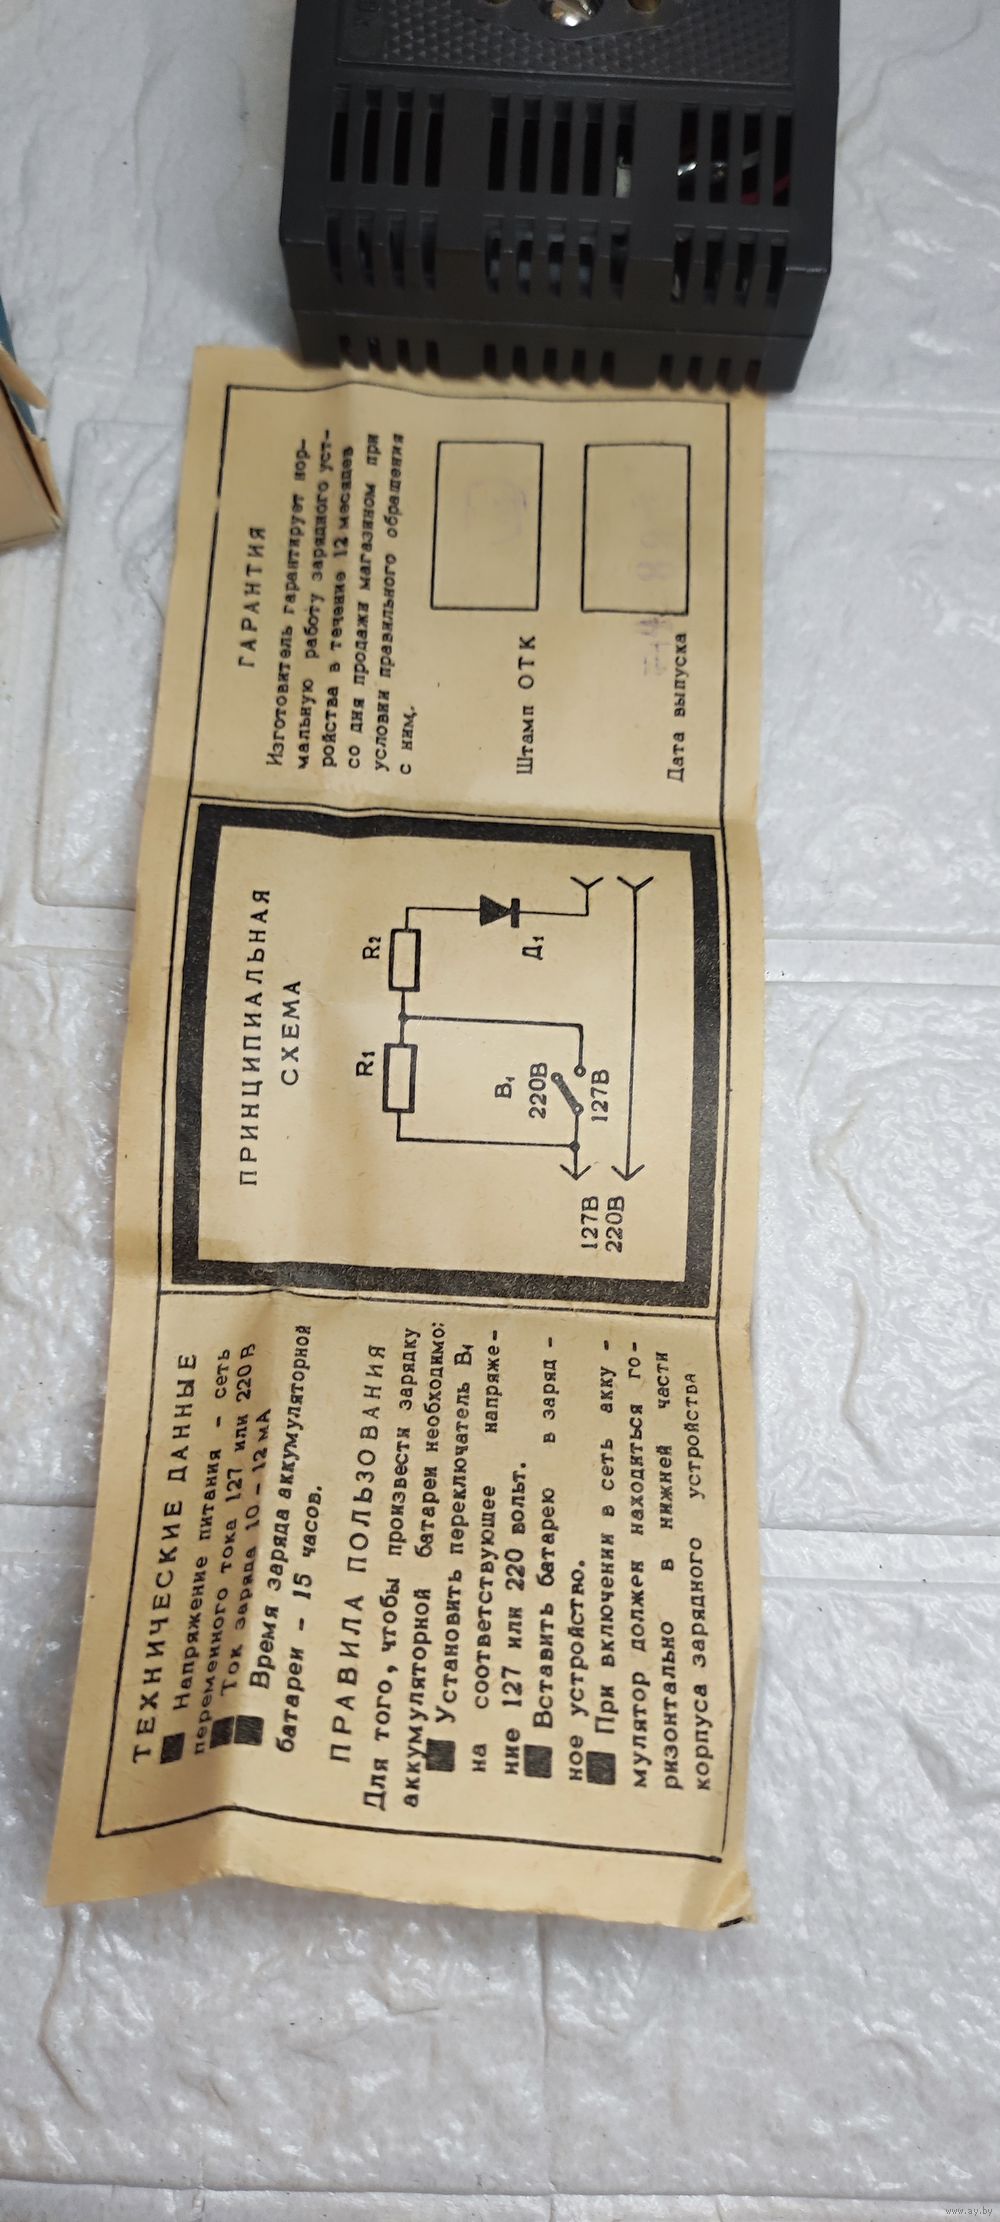 ТЕХНИЧЕСКИЕ ДАННЫЕ
Напряжение питания – сеть
переменного тока 127 или 220 В
Ток заряда 10 – 12 мА
Время заряда аккумуляторной
батареи – 15 часов.
ПРАВИЛА ПОЛЬЗОВАНИЯ
Для того, чтобы произвести зарядку
аккумуляторной батареи необходимо:
Установить переключатель В1
на соответствующее напряже-
ние 127 или 220 вольт.
Вставить батарею в заряд-
ное устройство.
При включении в сеть акку-
мулятор должен находиться го-
ризонтально в нижней части
корпуса зарядного устройства
ПРИНЦИПИАЛЬНАЯ
СХЕМА
R1
R2
Д1
В1
220В
127В
127В
220В
ГАРАНТИЯ
Изготовитель гарантирует нор-
мальную работу зарядного уст-
ройства в течение 12 месяцев
со дня продажи магазином при
условии правильного обращения
с ним.
Штамп ОТК
Дата выпуска
www.ay.by